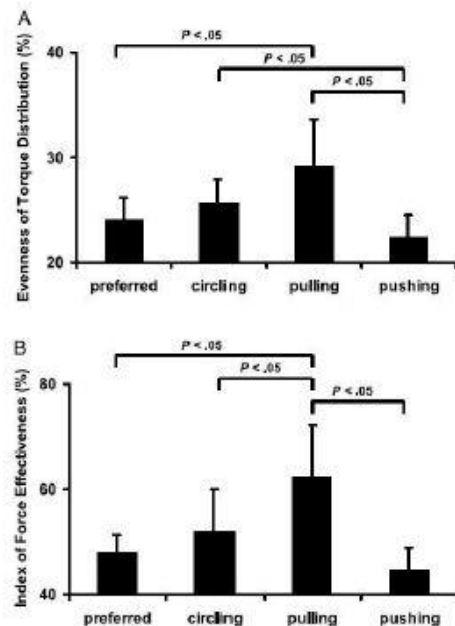 A
Evenness of Torque Distribution (%)
40
30
20
P < .05
P < .05
P < .05
preferred circling pulling pushing
B
Index of Force Effectiveness (%)
80
60
40
P < .05
P < .05
P < .05
preferred circling pulling pushing